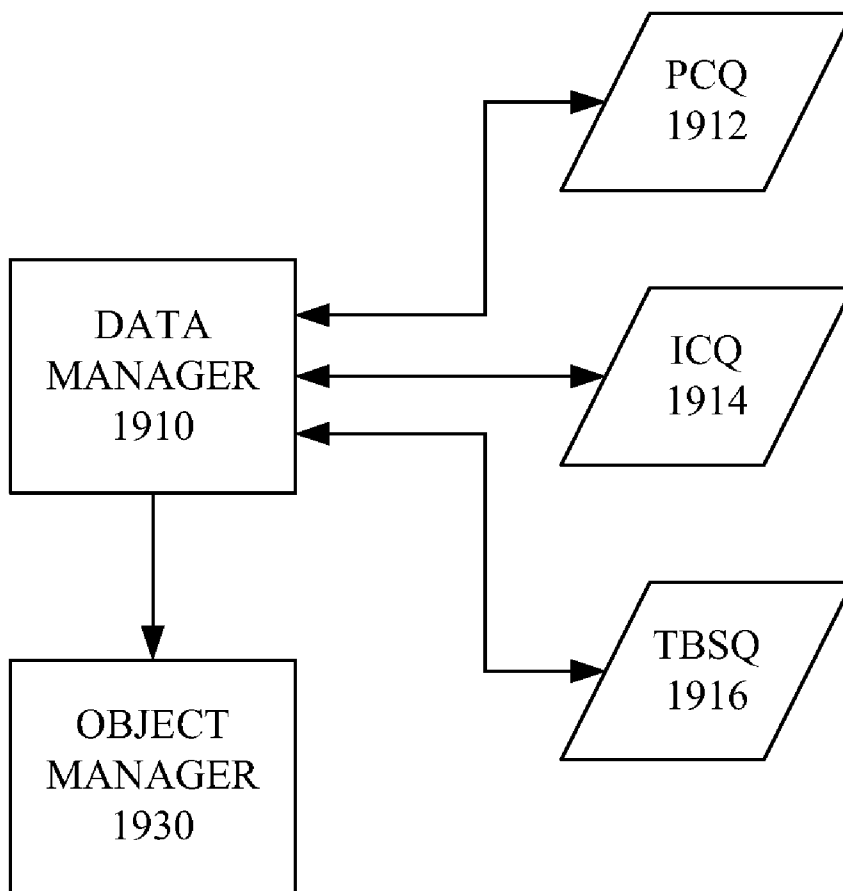 PCQ
1912
DATA
MANAGER
1910
ICQ
1914
TBSQ
1916
OBJECT
MANAGER
1930